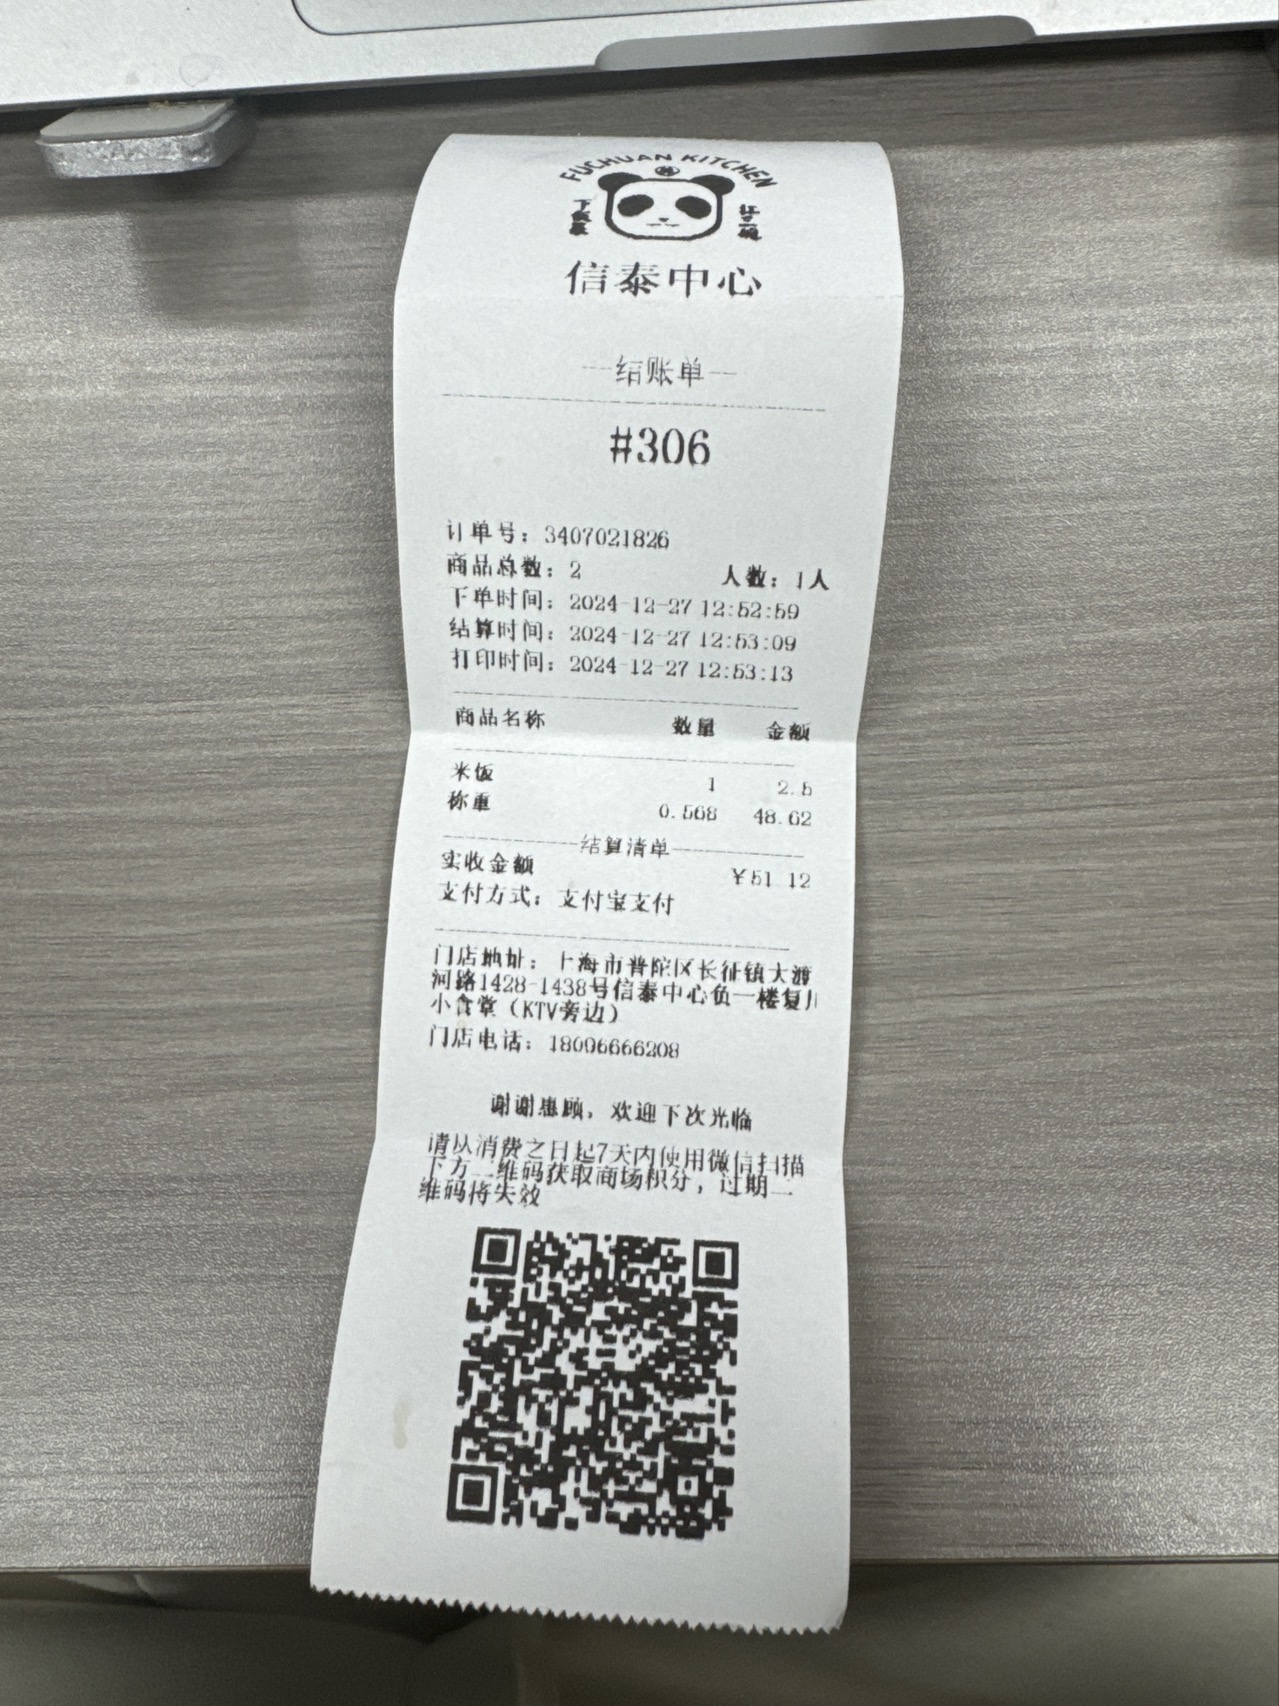 FUCHUAN KITCHEN
信泰中心
结账单
#306
订单号：3407021826
商品总数：2 人数：1人
下单时间：2024-12-27 12:52:59
结算时间：2024-12-27 12:53:09
打印时间：2024-12-27 12:53:13
商品名称 数量 金额
米饭 1 2.5
称重 0.568 48.62
结算清单
实收金额 ￥51.12
支付方式：支付宝支付
门店地址：上海市普陀区长征镇大渡
河路1428-1438号信泰中心负一楼复川
小食堂（KTV旁边）
门店电话：18006666208
谢谢惠顾，欢迎下次光临
请从消费之日起7天内使用微信扫描
下方二维码获取商场积分，过期二
维码将失效